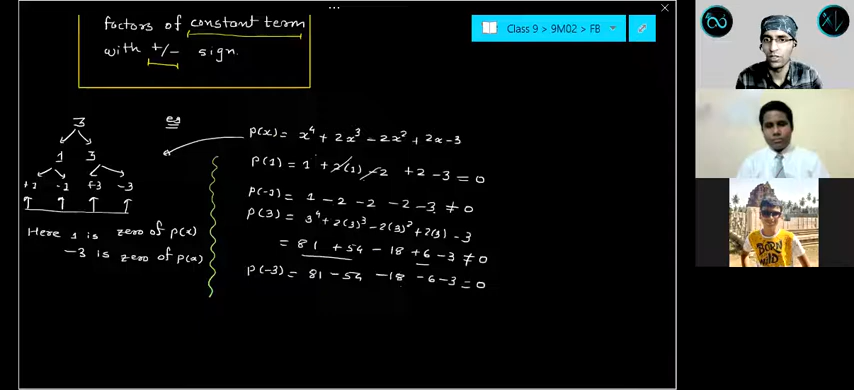 factors of constant term
with +/- sign.
Class 9 > 9M02 > FB
3
1 3
+1 -1 +3 -3
Here 1 is zero of p(x)
-3 is zero of p(x)
eg
p(x) = x⁴ + 2x³ - 2x² + 2x - 3
p(1) = 1 + 2(1) - 2 + 2 - 3 = 0
p(-1) = 1 - 2 - 2 - 2 - 3 ≠ 0
p(3) = 3⁴ + 2(3)³ - 2(3)² + 2(3) - 3
= 81 + 54 - 18 + 6 - 3 ≠ 0
p(-3) = 81 - 54 - 18 - 6 - 3 = 0
BORN
WILD